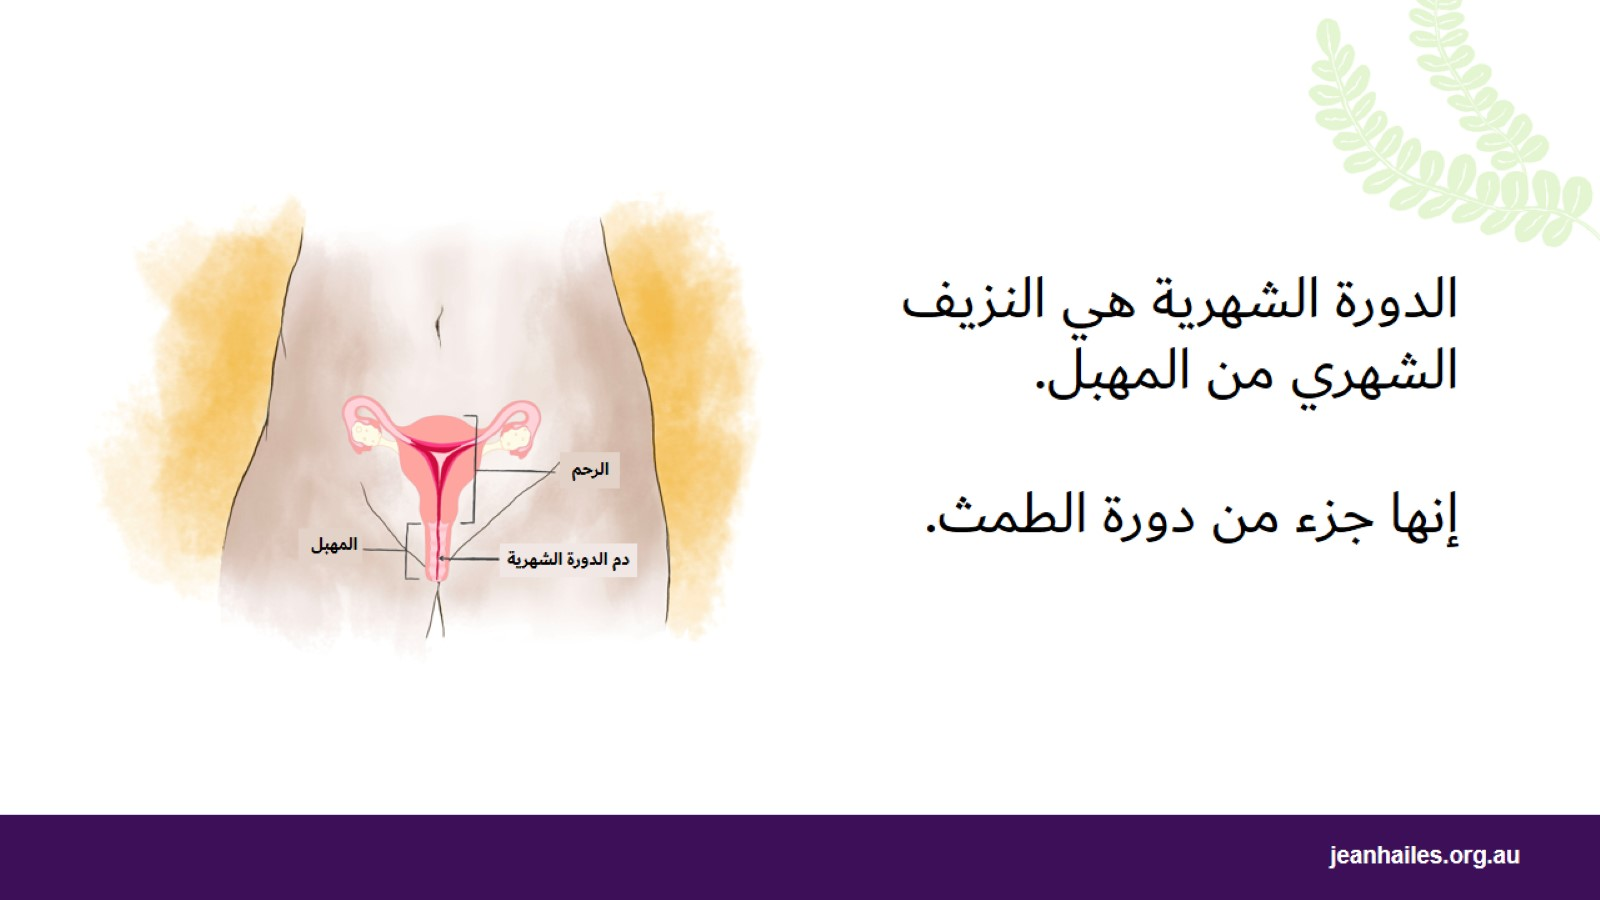 الدورة الشهرية هي النزيف
الشهري من المهبل.
إنها جزء من دورة الطمث.
الرحم
المهبل
دم الدورة الشهرية
jeanhailes.org.au